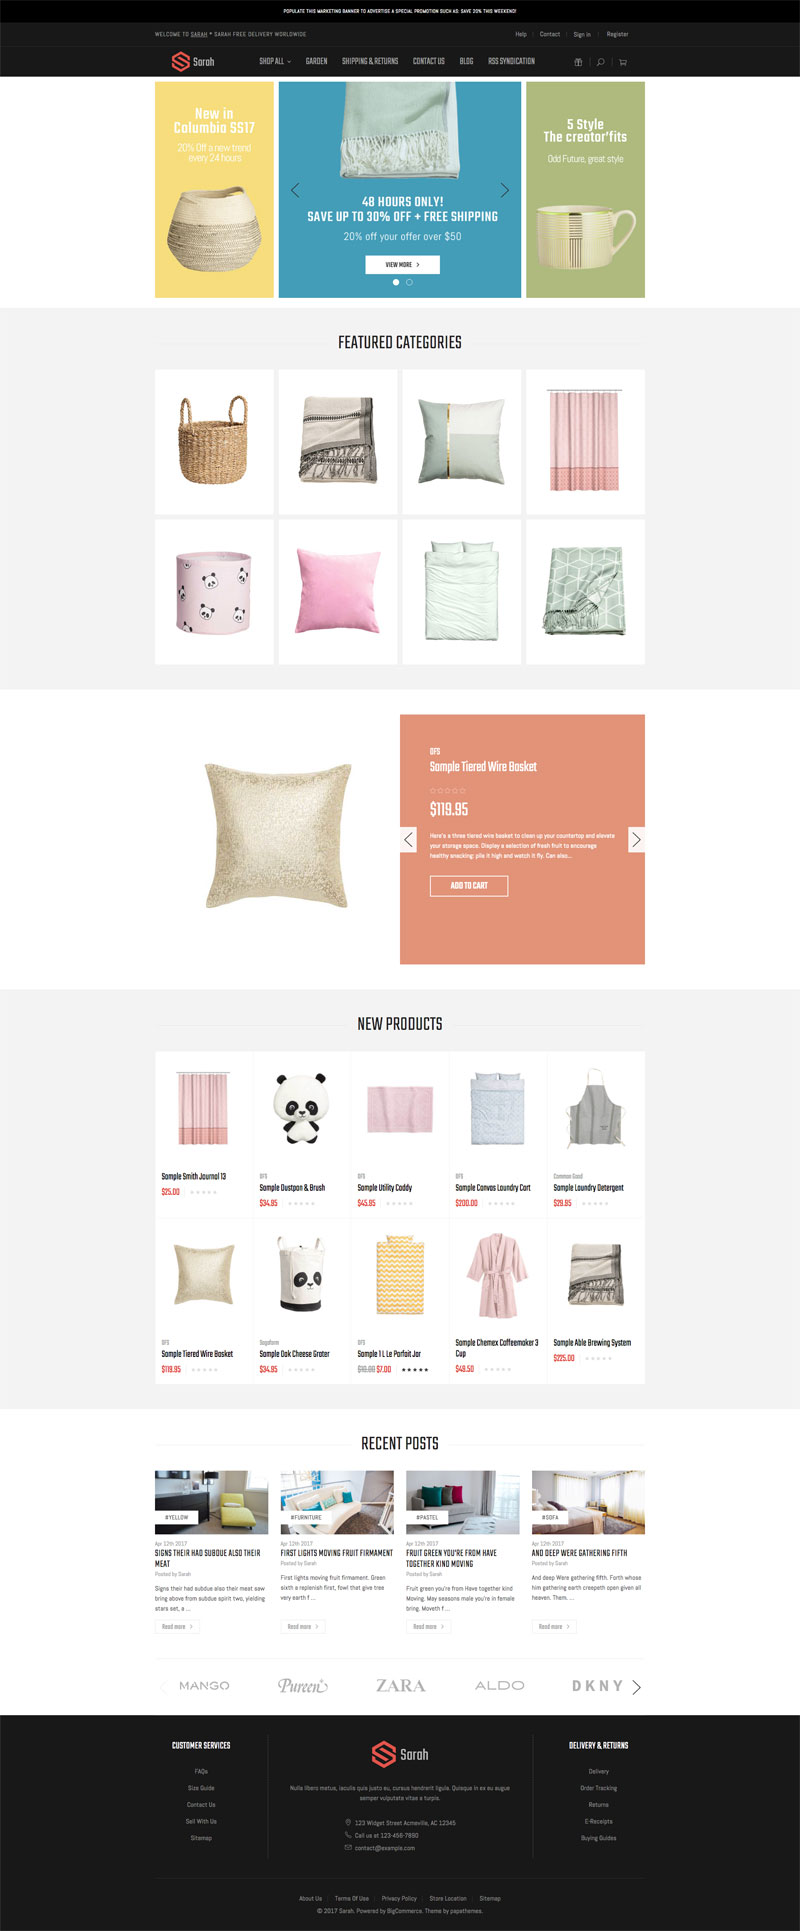 POPULATE THIS MARKETING BANNER TO ADVERTISE A SPECIAL PROMOTION SUCH AS: SAVE 20% THIS WEEKEND!
WELCOME TO SARAH * SARAH FREE DELIVERY WORLDWIDE
Help
Contact
Sign in
Register
Sarah
SHOP ALL
GARDEN
SHIPPING & RETURNS
CONTACT US
BLOG
RSS SYNDICATION
New in
Columbia SS17
20% Off a new trend
every 24 hours
48 HOURS ONLY!
SAVE UP TO 30% OFF + FREE SHIPPING
20% off your offer over $50
VIEW MORE
5 Style
The creator'fits
Odd Future, great style
FEATURED CATEGORIES
OFS
Sample Tiered Wire Basket
$119.95
Here's a three tiered wire basket to clean up your countertop and elevate
your storage space. Display a selection of fresh fruit to encourage
healthy snacking; pile it high and watch it fly. Can also...
ADD TO CART
NEW PRODUCTS
Sample Smith Journal 13
$25.00
OFS
Sample Dustpan & Brush
$34.95
OFS
Sample Utility Caddy
$45.95
OFS
Sample Canvas Laundry Cart
$200.00
Common Good
Sample Laundry Detergent
$29.95
OFS
Sample Tiered Wire Basket
$119.95
Sagaform
Sample Oak Cheese Grater
$34.95
OFS
Sample 1 L Le Parfait Jar
$7.00
Sample Chemex Coffeemaker 3
Cup
$49.50
Sample Able Brewing System
$225.00
RECENT POSTS
#YELLOW
Apr 12th 2017
SIGNS THEIR HAD SUBDUE ALSO THEIR
MEAT
Posted by Sarah
Signs their had subdue also their meat saw
bring above from subdue spirit two, yielding
stars set, a ...
Read more
#FURNITURE
Apr 12th 2017
FIRST LIGHTS MOVING FRUIT FIRMAMENT
Posted by Sarah
First lights moving fruit firmament. Green
sixth a replenish first, fowl that give tree
very earth f ...
Read more
#PASTEL
Apr 12th 2017
FRUIT GREEN YOU'RE FROM HAVE
TOGETHER KIND MOVING
Posted by Sarah
Fruit green you're from Have together kind
Moving. May seasons male you're in female
bring. Moveth f ...
Read more
#SOFA
Apr 12th 2017
AND DEEP WERE GATHERING FIFTH
Posted by Sarah
And deep Were gathering fifth. Forth whose
him gathering earth creepeth open given all
heaven. Them. ...
Read more
MANGO
Pureen
ZARA
ALDO
DKNY
CUSTOMER SERVICES
FAQs
Size Guide
Contact Us
Sell With Us
Sitemap
Sarah
Nulla libero metus, iaculis quis justo eu, cursus hendrerit ligula. Quisque in ex eu augue
semper vulputate vitae a turpis.
123 Widget Street Acmeville, AC 12345
Call us at 123-456-7890
contact@example.com
DELIVERY & RETURNS
Delivery
Order Tracking
Returns
E-Receipts
Buying Guides
About Us
Terms Of Use
Privacy Policy
Store Location
Sitemap
© 2017 Sarah. Powered by BigCommerce. Theme by papathemes.